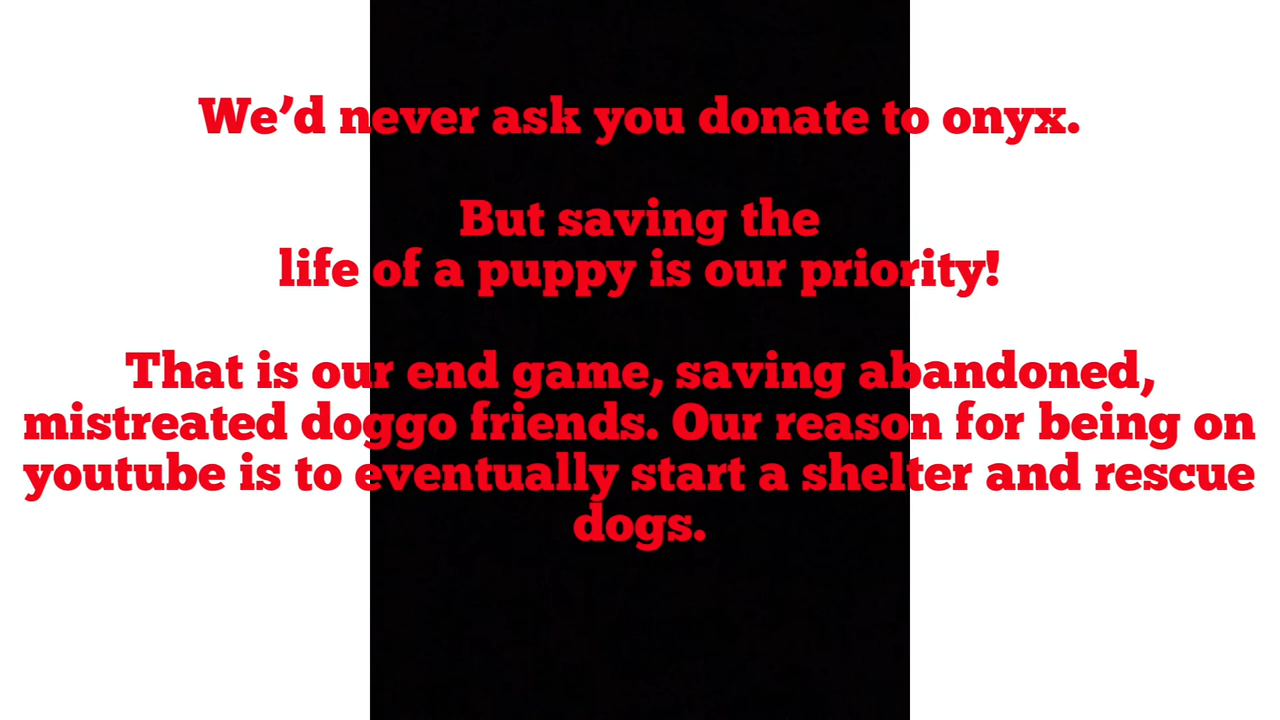 We’d never ask you donate to onyx.
But saving the
life of a puppy is our priority!
That is our end game, saving abandoned,
mistreated doggo friends. Our reason for being on
youtube is to eventually start a shelter and rescue
dogs.